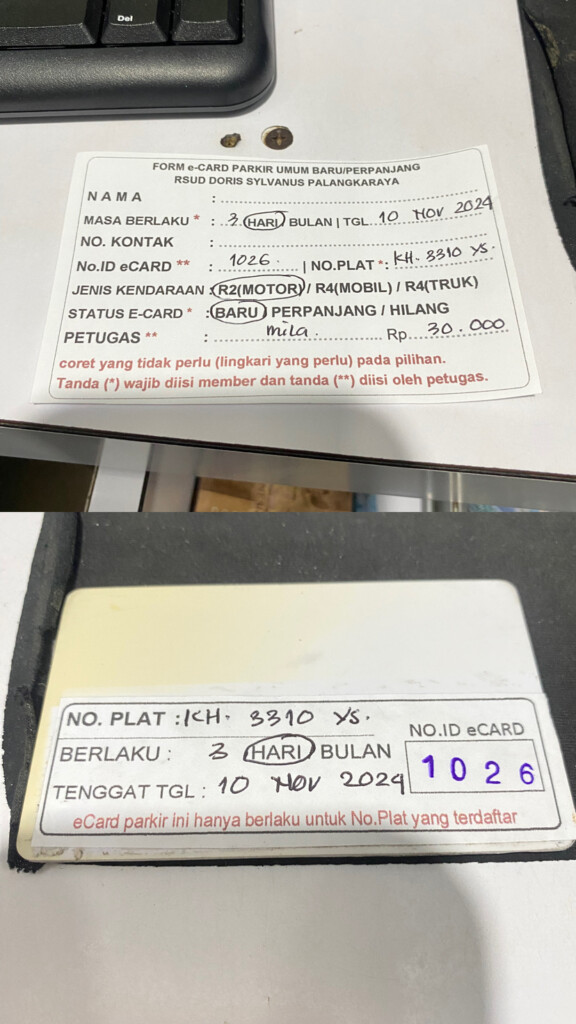 Del
FORM e-CARD PARKIR UMUM BARU/PERPANJANG
RSUD DORIS SYLVANUS PALANGKARAYA
NAMA :
MASA BERLAKU * : 3 HARI BULAN | TGL. 10 NOV 2024
NO. KONTAK :
No.ID eCARD ** : 1026 | NO.PLAT *: KH. 3310 YS.
JENIS KENDARAAN : R2(MOTOR) / R4(MOBIL) / R4(TRUK)
STATUS E-CARD * : BARU PERPANJANG / HILANG
PETUGAS ** : mila. Rp. 30.000
coret yang tidak perlu (lingkari yang perlu) pada pilihan.
Tanda (*) wajib diisi member dan tanda (**) diisi oleh petugas.
NO. PLAT : KH. 3310 YS.
BERLAKU : 3 HARI BULAN
TENGGAT TGL : 10 NOV 2024
NO.ID eCARD
1026
eCard parkir ini hanya berlaku untuk No.Plat yang terdaftar